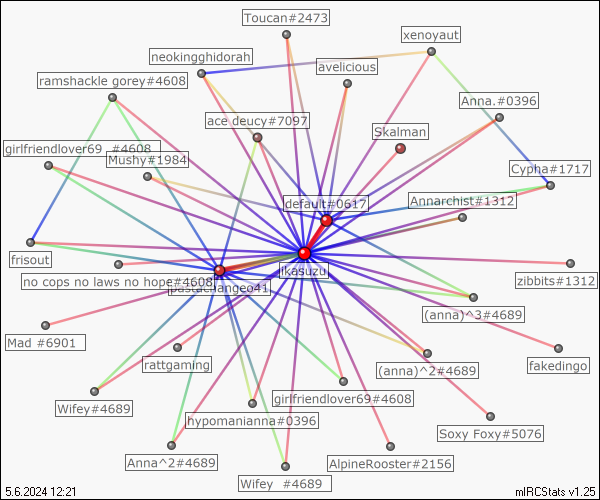 Toucan#2473
xenoyaut
neokingghidorah
avelicious
ramshackle gorey#4608
Anna.#0396
ace deucy#7097
Skalman
girlfriendlover69 #4608
Mushy#1984
Cypha#1717
default#0617
Annarchist#1312
frisout
ikasuzu
no cops no laws no hope#4608
zibbits#1312
(anna)^3#4689
Mad #6901
rattgaming
(anna)^2#4689
fakedingo
girlfriendlover69#4608
Wifey#4689
hypomanianna#0396
Soxy Foxy#5076
Anna^2#4689
AlpineRooster#2156
Wifey #4689
5.6.2024 12:21
mIRCStats v1.25